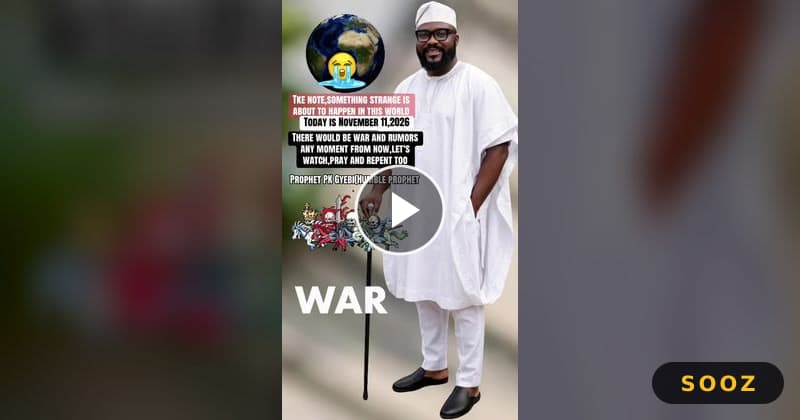 TKE NOTE,SOMETHING STRANGE IS
ABOUT TO HAPPEN IN THIS WORLD
TODAY IS NOVEMBER 11,2026
THERE WOULD BE WAR AND RUMORS
ANY MOMENT FROM NOW,LET'S
WATCH,PRAY AND REPENT TOO
PROPHET PK GYEBI(HUMBLE PROPHET
WAR
SOOZ